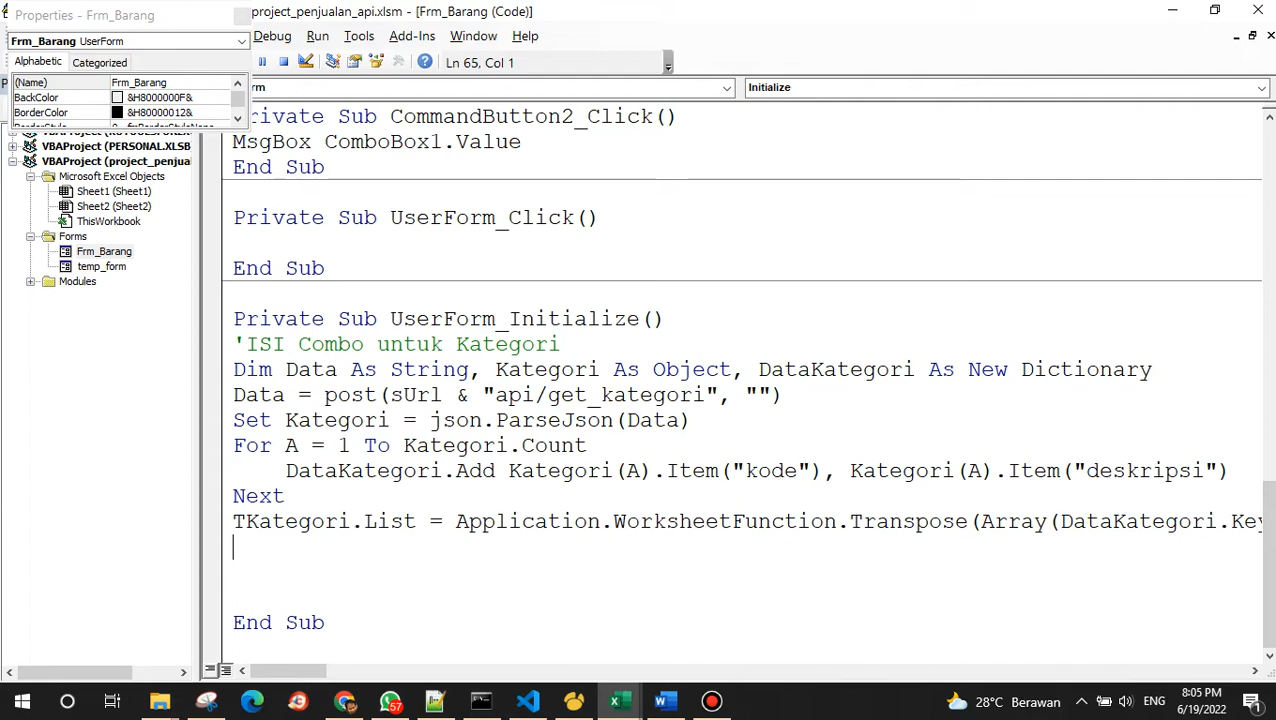 Properties - Frm_Barang
project_penjualan_api.xlsm - [Frm_Barang (Code)]
Frm_Barang UserForm
Debug Run Tools Add-Ins Window Help
Alphabetic Categorized
Ln 65, Col 1
(Name) Frm_Barang
BackColor &H8000000F&
BorderColor &H80000012&
Initialize
VBAProject (PERSONAL.XLSB
VBAProject (project_penjual
Microsoft Excel Objects
Sheet1 (Sheet1)
Sheet2 (Sheet2)
ThisWorkbook
Forms
Frm_Barang
temp_form
Modules
Private Sub CommandButton2_Click()
MsgBox ComboBox1.Value
End Sub
Private Sub UserForm_Click()
End Sub
Private Sub UserForm_Initialize()
'ISI Combo untuk Kategori
Dim Data As String, Kategori As Object, DataKategori As New Dictionary
Data = post(sUrl & "api/get_kategori", "")
Set Kategori = json.ParseJson(Data)
For A = 1 To Kategori.Count
DataKategori.Add Kategori(A).Item("kode"), Kategori(A).Item("deskripsi")
Next
TKategori.List = Application.WorksheetFunction.Transpose(Array(DataKategori.Key
End Sub
57
28°C Berawan
ENG
8:05 PM
6/19/2022
1